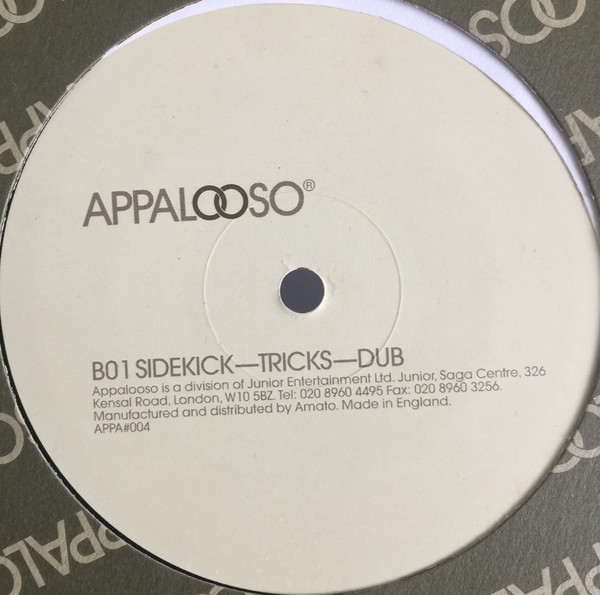 APPALOOSO®
B01 SIDEKICK—TRICKS—DUB
Appalooso is a division of Junior Entertainment Ltd. Junior, Saga Centre, 326
Kensal Road, London, W10 5BZ. Tel: 020 8960 4495 Fax: 020 8960 3256.
Manufactured and distributed by Amato. Made in England.
APPA#004